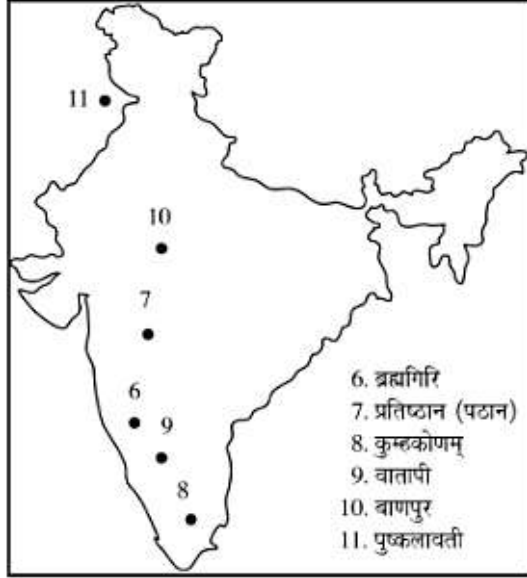 11
10
7
6
9
8
6. ब्रह्मगिरि
7. प्रतिष्ठान (पठान)
8. कुम्हकोणम्
9. वातापी
10. बाणपुर
11. पुष्कलावती